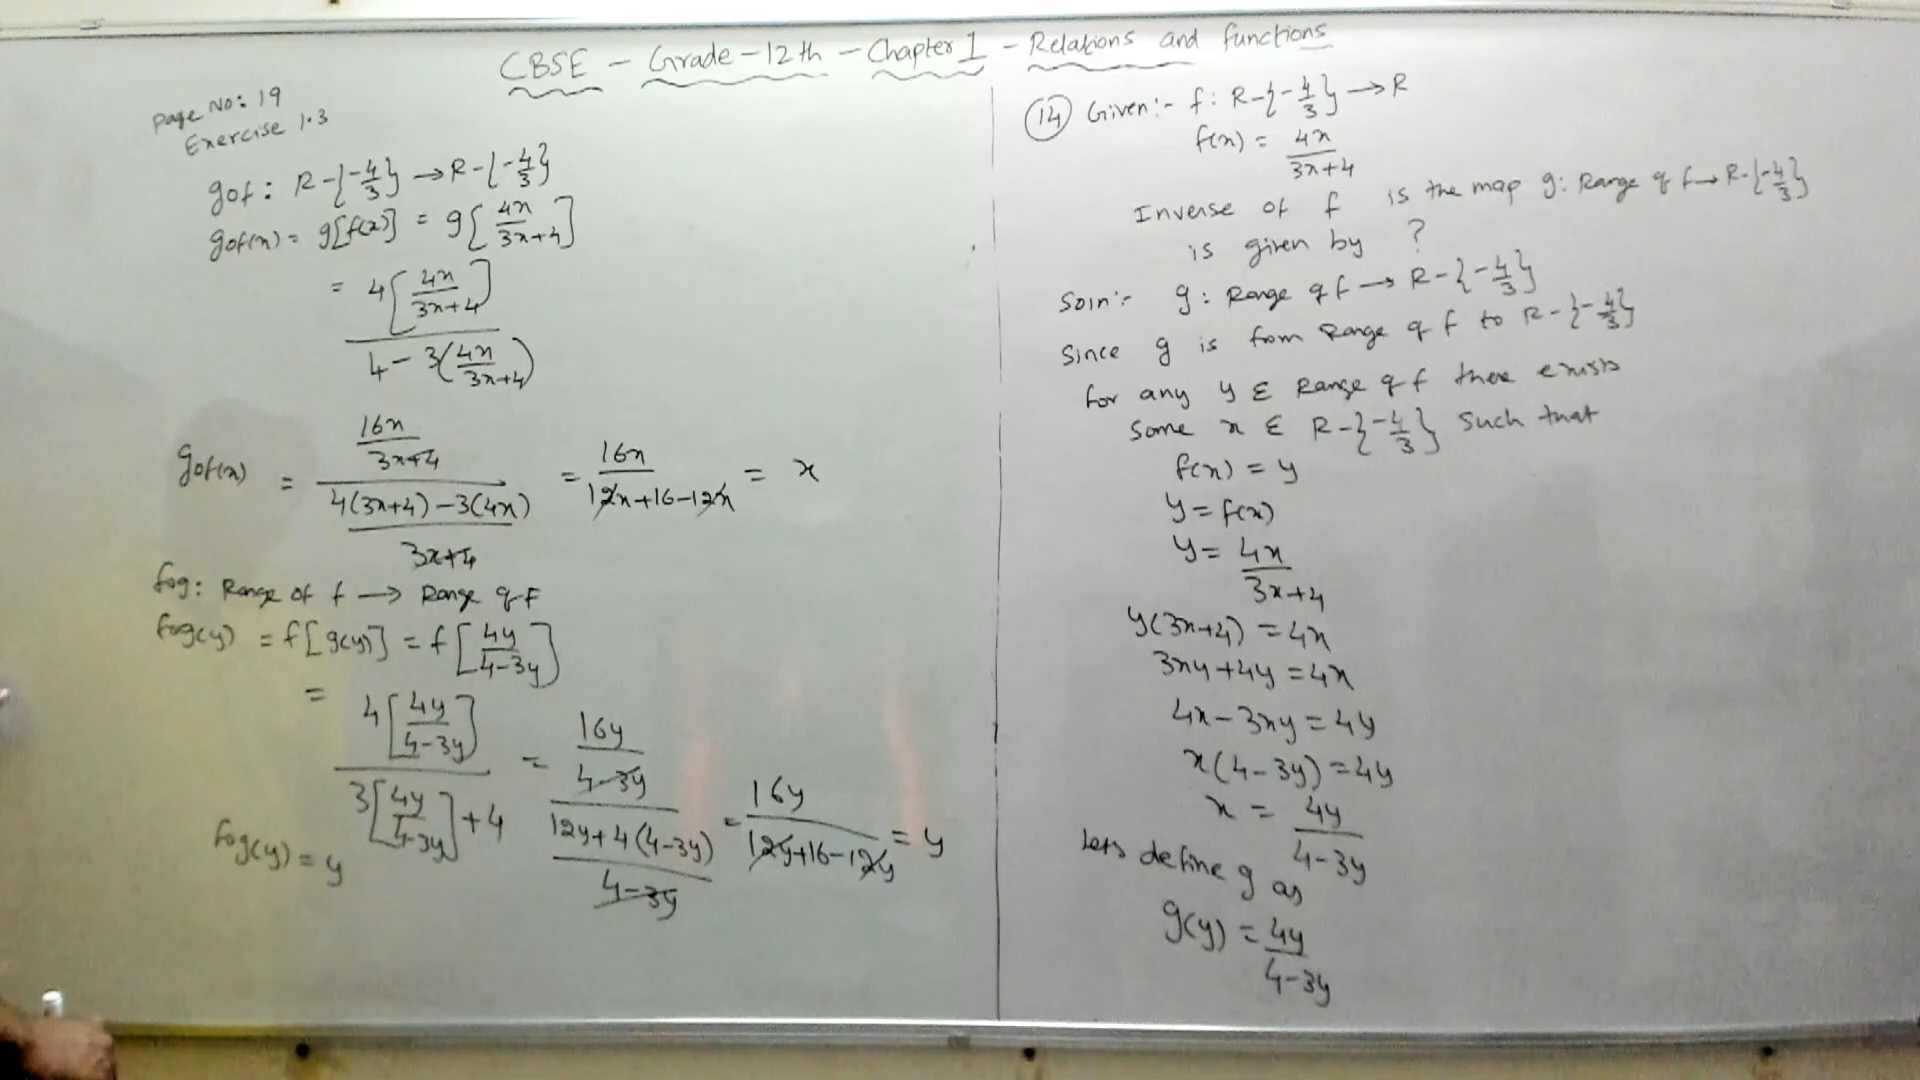 CBSE - Grade-12th - Chapter 1 - Relations and functions
Page No: 19
Exercise 1.3
gof: R-{-4/3} → R-{-4/3}
gof(x) = g[f(x)] = g[4x/3x+4]
= 4[4x/3x+4]
4-3(4x/3x+4)
gof(x) = 16x/3x+4 / 4(3x+4)-3(4x)/3x+4 = 16x/12x+16-12x = x
fog: Range of f → Range of f
fog(y) = f[g(y)] = f[4y/4-3y]
= 4[4y/4-3y] / 3[4y/4-3y]+4 = 16y/4-3y / 12y+4(4-3y)/4-3y = 16y/12y+16-12y = y
fog(y) = y
(14) Given:- f: R-{-4/3} → R
f(x) = 4x/3x+4
Inverse of f is the map g: Range of f → R-{-4/3}
is given by ?
Soln:- g: Range of f → R-{-4/3}
Since g is from Range of f to R-{-4/3}
for any y ∈ Range of f there exists
Some x ∈ R-{-4/3} such that
f(x) = y
y = f(x)
y = 4x/3x+4
y(3x+4) = 4x
3xy+4y = 4x
4x-3xy = 4y
x(4-3y) = 4y
x = 4y/4-3y
Lets define g as
g(y) = 4y/4-3y